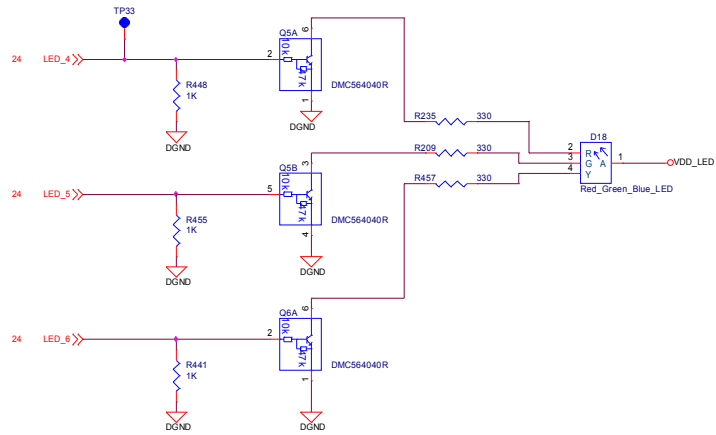 TP33
Q5A
6
24 LED_4
2
10k
47k
R448
1K
1
DMC564040R
DGND
DGND
R235 330
D18
R209 330
2 R
3 G A 1 VDD_LED
4 Y
R457 330
Red_Green_Blue_LED
Q5B
3
24 LED_5
5
10k
47k
R455
1K
4
DMC564040R
DGND
DGND
Q6A
6
24 LED_6
2
10k
47k
R441
1K
1
DMC564040R
DGND
DGND